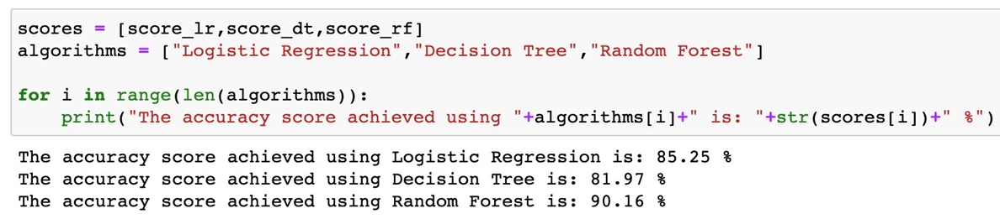 scores = [score_lr,score_dt,score_rf]
algorithms = ["Logistic Regression","Decision Tree","Random Forest"]
for i in range(len(algorithms)):
    print("The accuracy score achieved using "+algorithms[i]+" is: "+str(scores[i])+" %")
The accuracy score achieved using Logistic Regression is: 85.25 %
The accuracy score achieved using Decision Tree is: 81.97 %
The accuracy score achieved using Random Forest is: 90.16 %